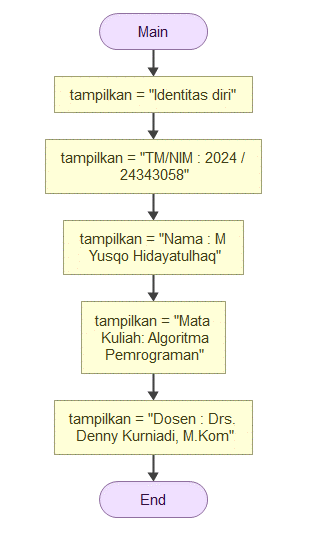 Main
tampilkan = "Identitas diri"
tampilkan = "TM/NIM : 2024 /
24343058"
tampilkan = "Nama : M
Yusqo Hidayatulhaq"
tampilkan = "Mata
Kuliah: Algoritma
Pemrograman"
tampilkan = "Dosen : Drs.
Denny Kurniadi, M.Kom"
End